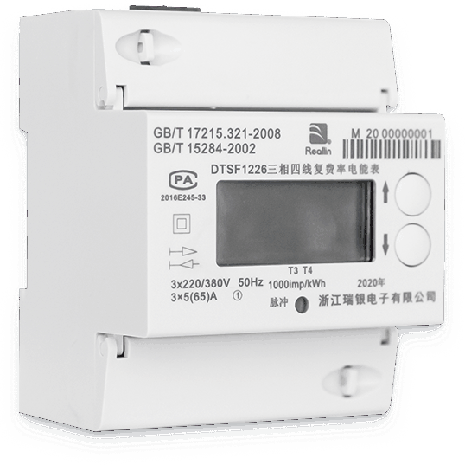 GB/T 17215.321-2008
GB/T 15284-2002
Reallin
M 20 00000001
DTSF1226三相四线复费率电能表
PA
2016E245-33
T3 T4
3×220/380V 50Hz 1000imp/kWh 2020年
3×5(65)A ① 脉冲 浙江瑞银电子有限公司